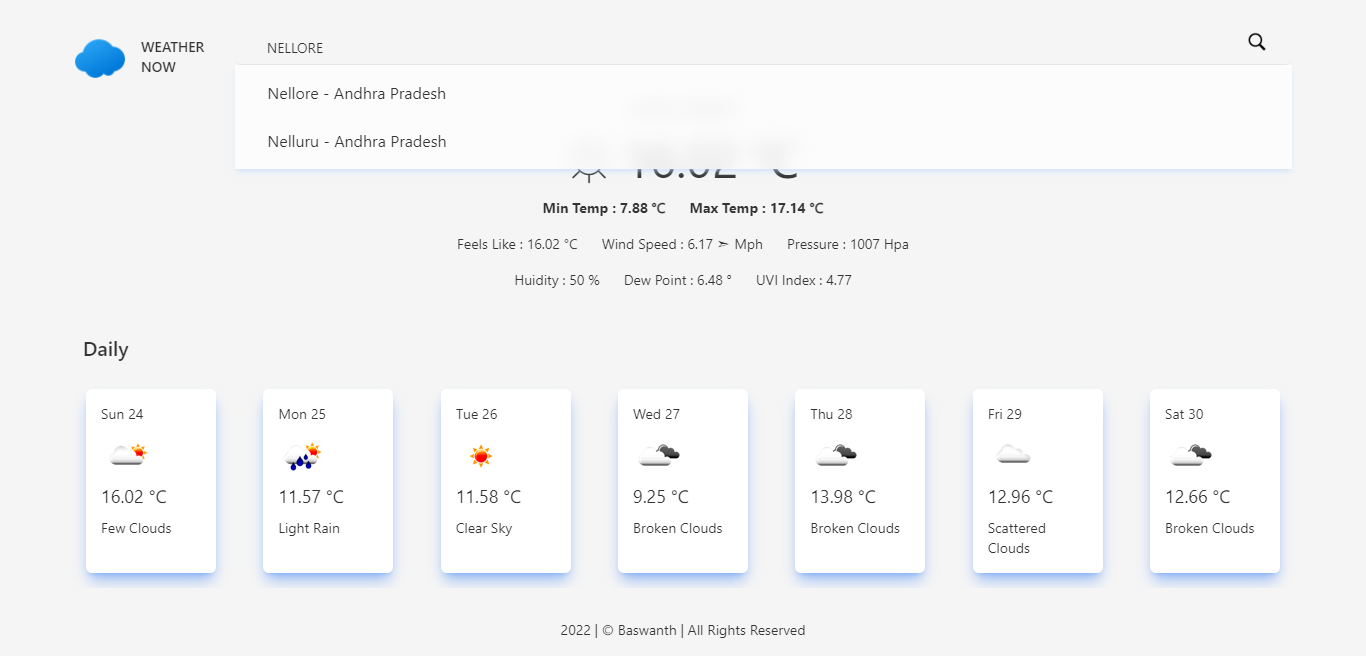 WEATHER
NOW
NELLORE
Nellore - Andhra Pradesh
Nelluru - Andhra Pradesh
16.02 °C
Min Temp : 7.88 °C Max Temp : 17.14 °C
Feels Like : 16.02 °C Wind Speed : 6.17 ➣ Mph Pressure : 1007 Hpa
Huidity : 50 % Dew Point : 6.48 ° UVI Index : 4.77
Daily
Sun 24 Mon 25 Tue 26 Wed 27 Thu 28 Fri 29 Sat 30
16.02 °C 11.57 °C 11.58 °C 9.25 °C 13.98 °C 12.96 °C 12.66 °C
Few Clouds Light Rain Clear Sky Broken Clouds Broken Clouds Scattered Broken Clouds
Clouds
2022 | © Baswanth | All Rights Reserved